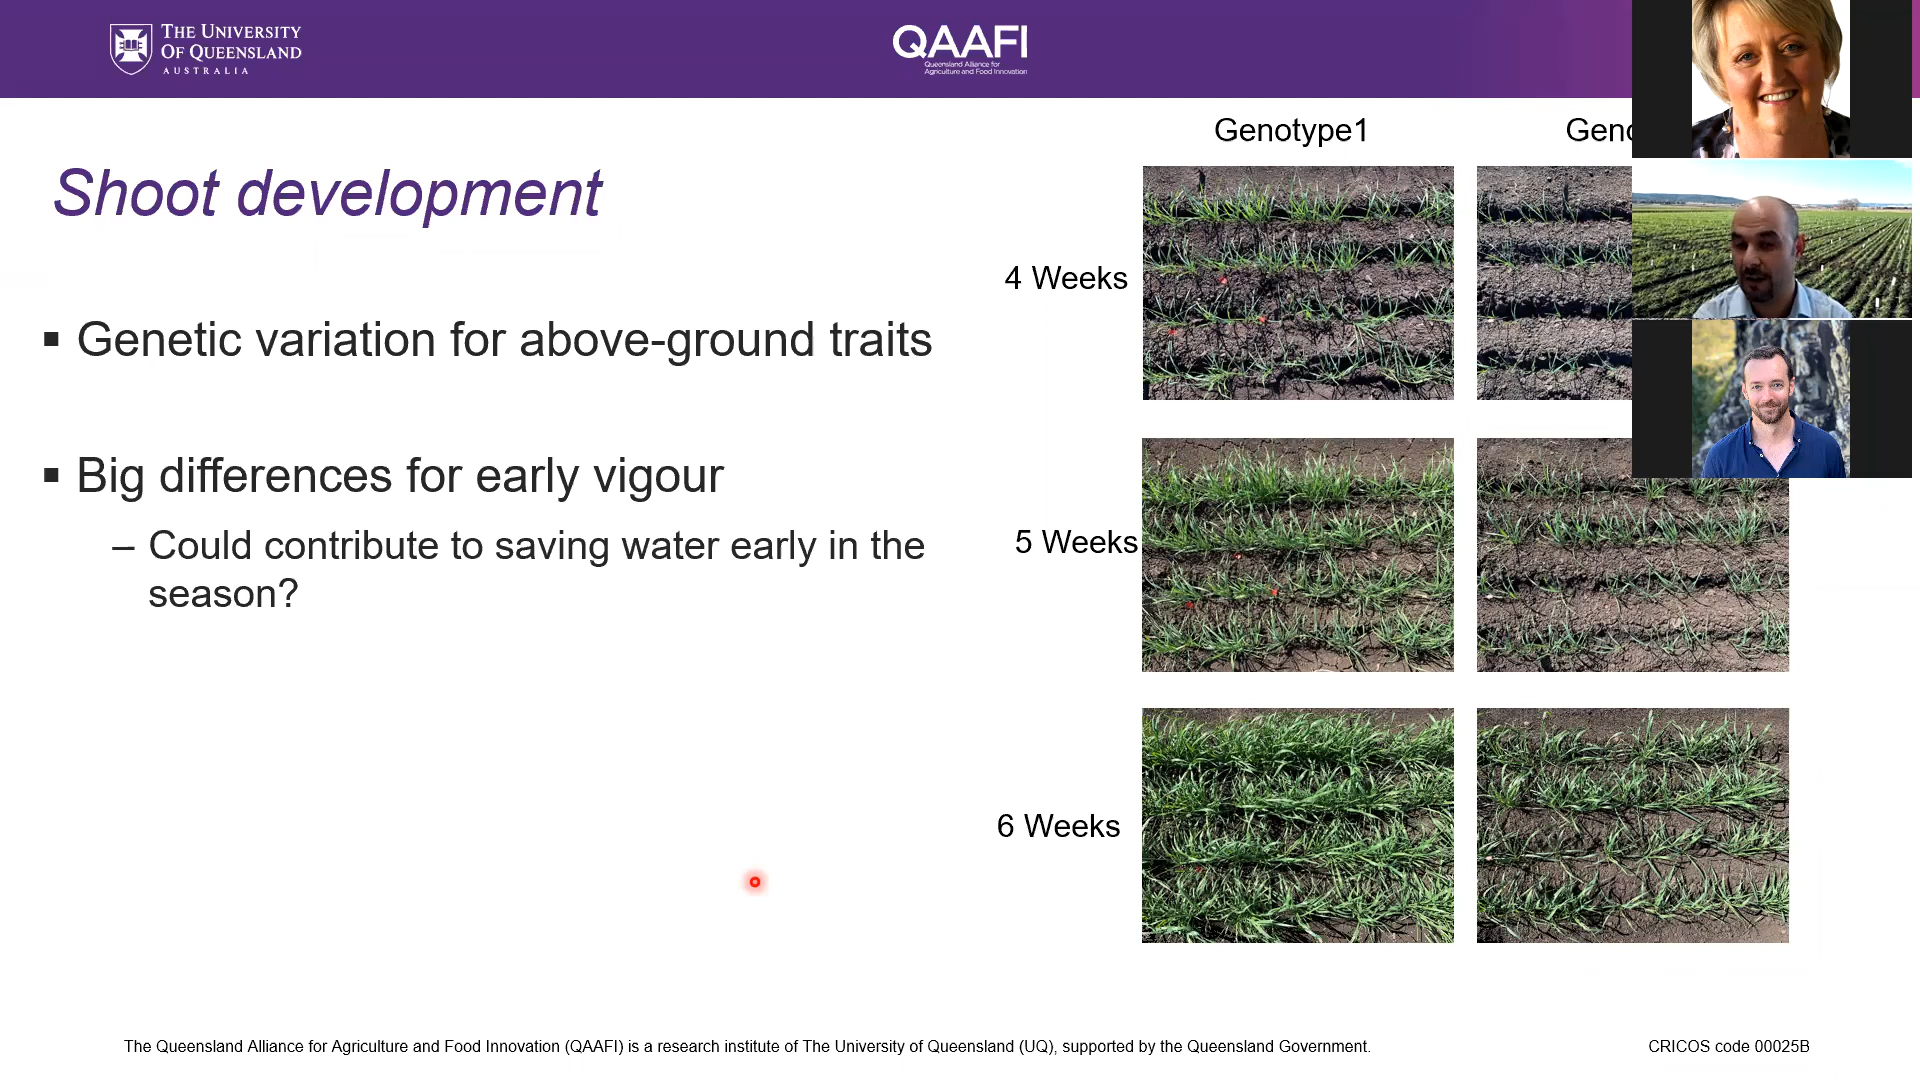 THE UNIVERSITY
OF QUEENSLAND
AUSTRALIA
QAAFI
Queensland Alliance for
Agriculture and Food Innovation
Genotype1
Shoot development
4 Weeks
▪ Genetic variation for above-ground traits
▪ Big differences for early vigour
– Could contribute to saving water early in the
season?
5 Weeks
6 Weeks
The Queensland Alliance for Agriculture and Food Innovation (QAAFI) is a research institute of The University of Queensland (UQ), supported by the Queensland Government.
CRICOS code 00025B